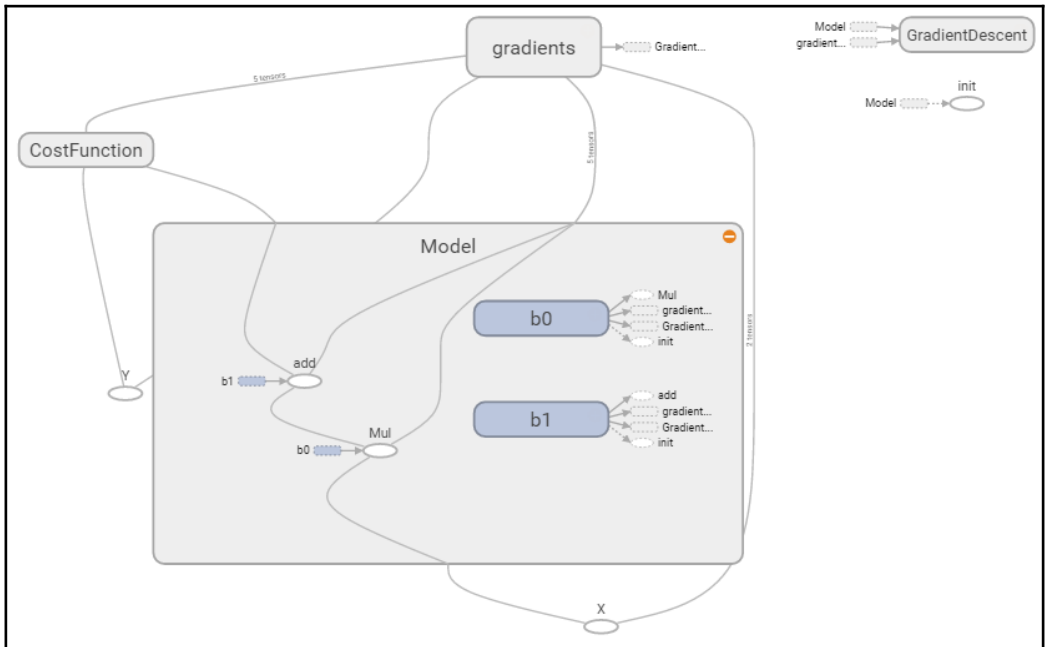 gradients
Gradient...
Model
gradient...
GradientDescent
init
Model
5 tensors
5 tensors
CostFunction
Model
b0
Mul
gradient...
Gradient...
init
2 tensors
Y
add
b1
b1
add
gradient...
Gradient...
init
Mul
b0
X